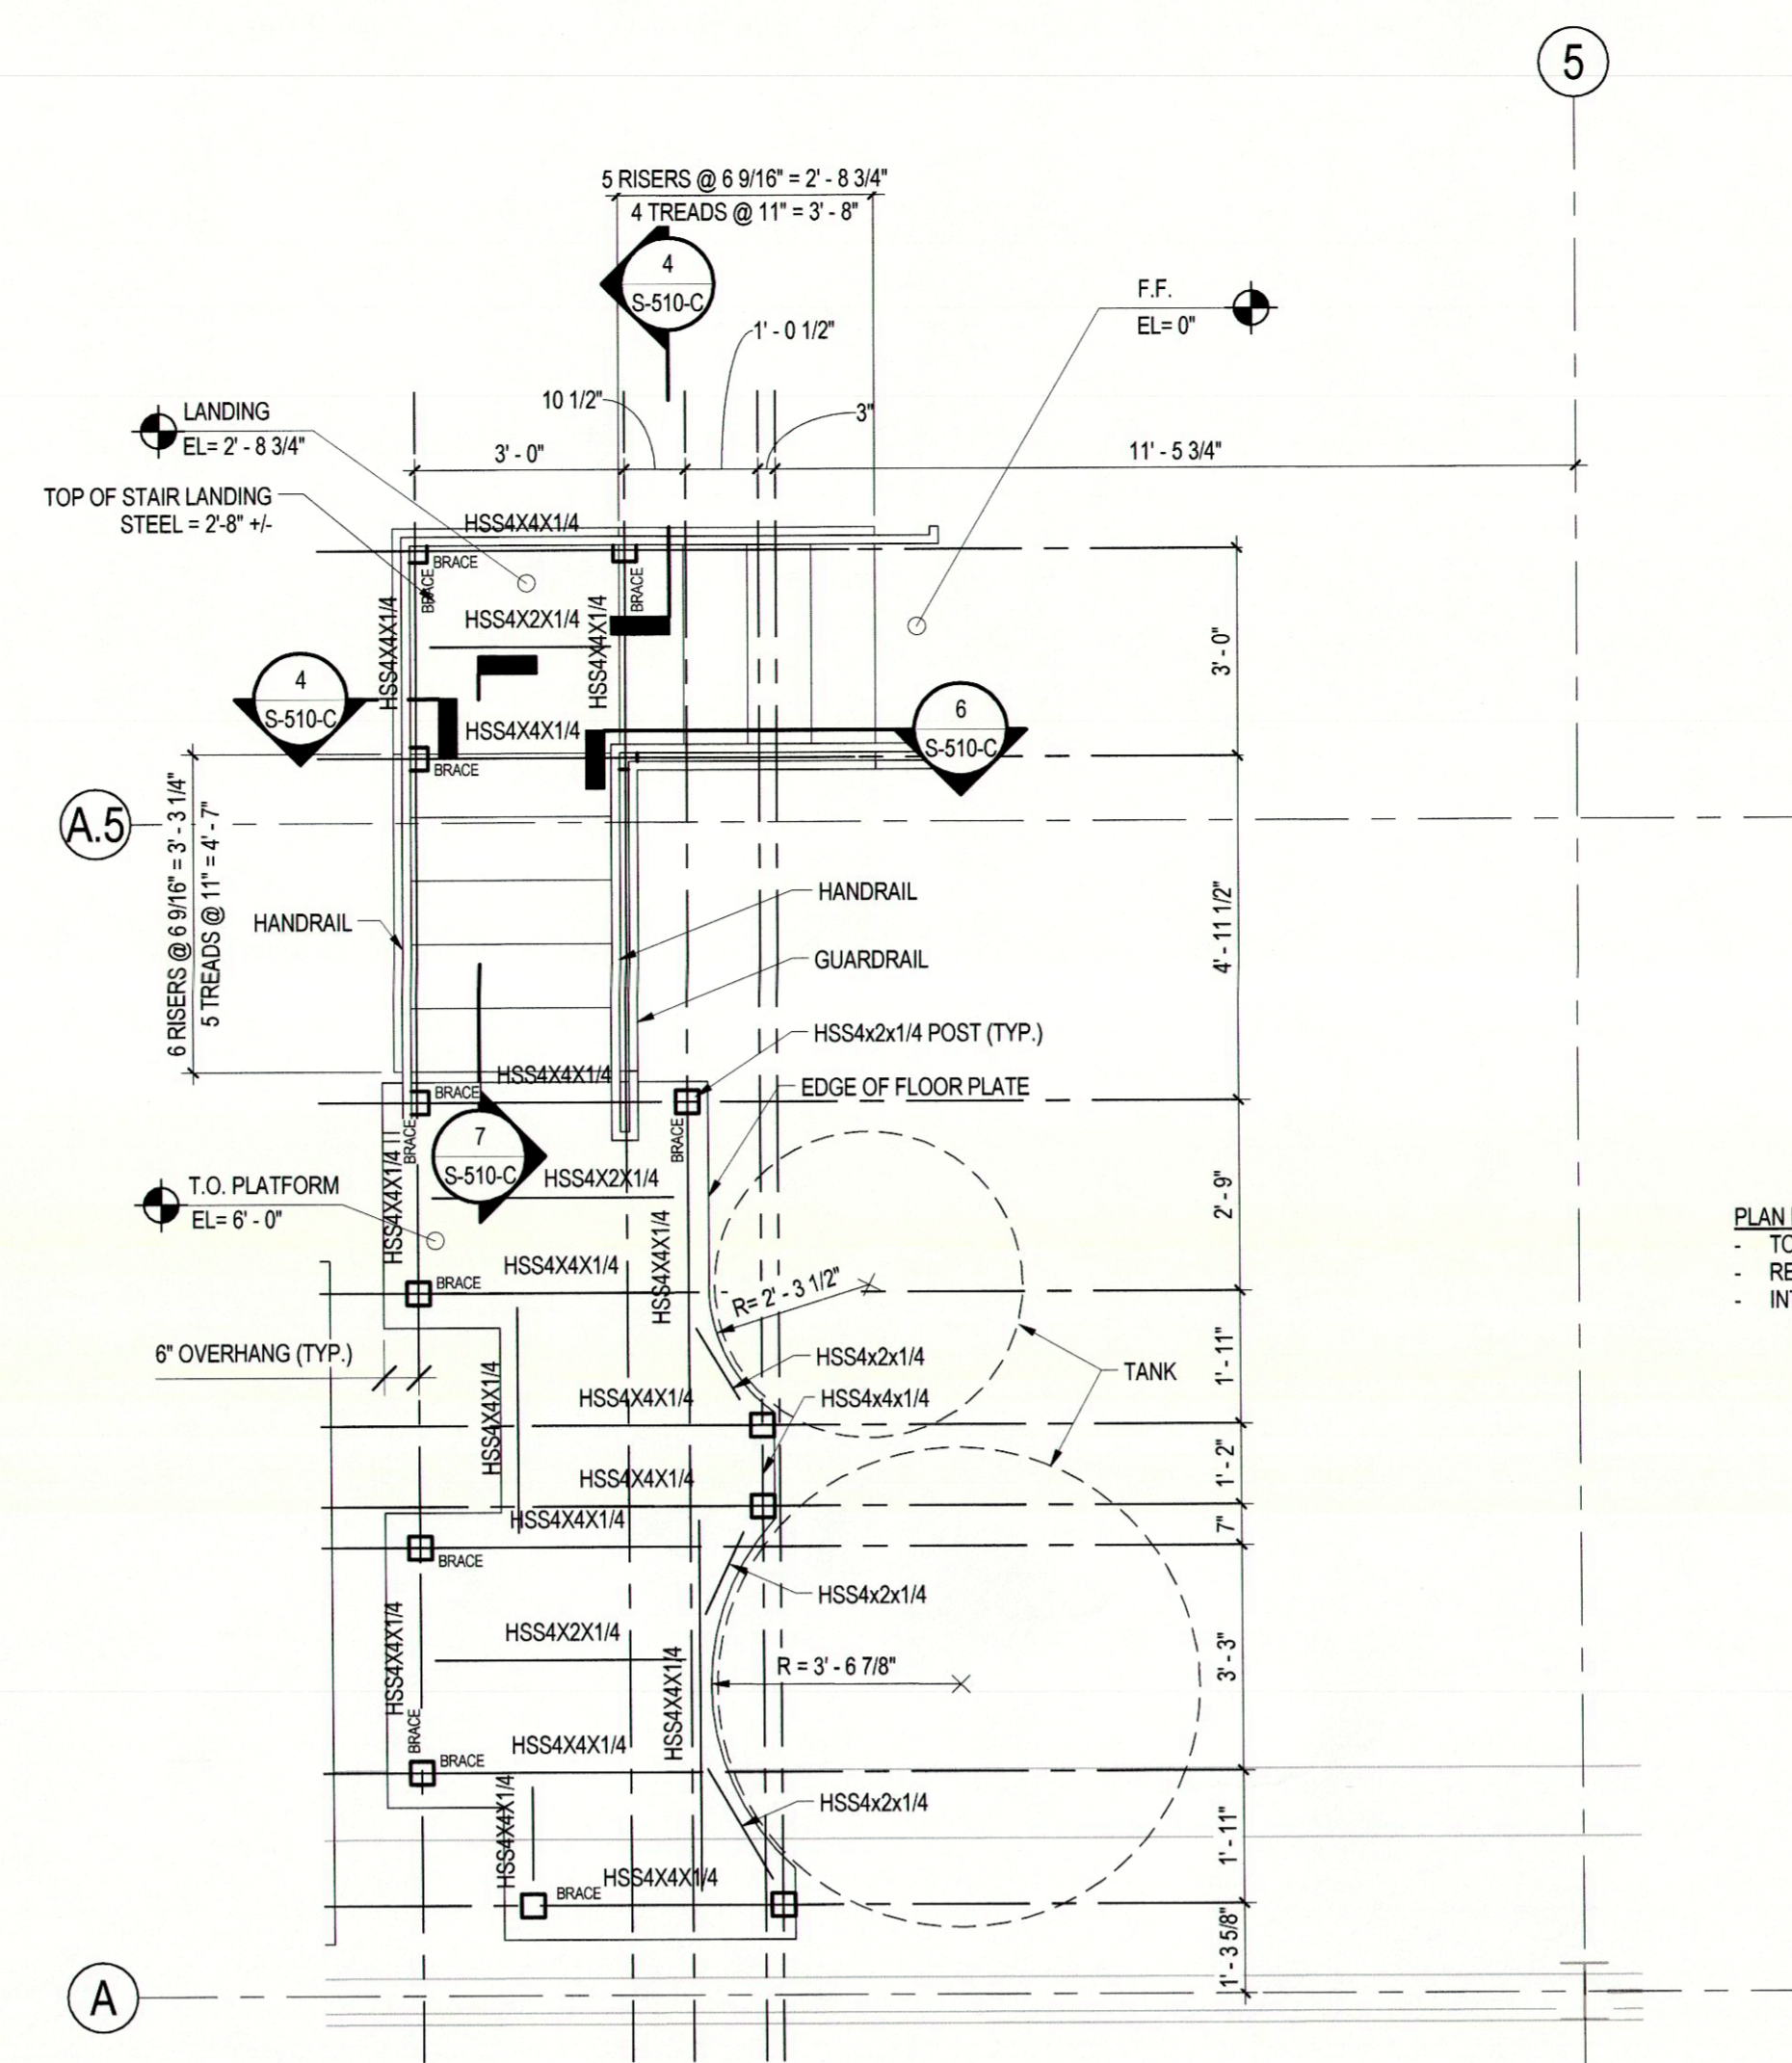 5
5 RISERS @ 6 9/16" = 2' - 8 3/4"
4 TREADS @ 11" = 3' - 8"
4
S-510-C
F.F.
EL= 0"
1' - 0 1/2"
10 1/2"
3"
LANDING
EL= 2' - 8 3/4"
3' - 0"
11' - 5 3/4"
TOP OF STAIR LANDING
STEEL = 2'-8" +/-
HSS4X4X1/4
BRACE
BRACE
BRACE
HSS4X4X1/4
HSS4X2X1/4
HSS4X4X1/4
3' - 0"
4
S-510-C
HSS4X4X1/4
6
S-510-C
BRACE
A.5
6 RISERS @ 6 9/16" = 3' - 3 1/4"
5 TREADS @ 11" = 4' - 7"
HANDRAIL
HANDRAIL
GUARDRAIL
4' - 11 1/2"
HSS4x2x1/4 POST (TYP.)
HSS4X4X1/4
EDGE OF FLOOR PLATE
BRACE
BRACE
BRACE
7
S-510-C
HSS4X2X1/4
T.O. PLATFORM
EL= 6' - 0"
HSS4X4X1/4
HSS4X4X1/4
2' - 9"
PLAN
TO
RE
IN
HSS4X4X1/4
BRACE
R= 2' - 3 1/2"
6" OVERHANG (TYP.)
HSS4x2x1/4
TANK
1' - 11"
HSS4X4X1/4
HSS4X4X1/4
HSS4x4x1/4
HSS4X4X1/4
1' - 2"
HSS4X4X1/4
7"
BRACE
HSS4x2x1/4
HSS4X4X1/4
HSS4X2X1/4
HSS4X4X1/4
R = 3' - 6 7/8"
3' - 3"
BRACE
HSS4X4X1/4
BRACE
HSS4x2x1/4
HSS4X4X1/4
1' - 11"
HSS4X4X1/4
BRACE
1' - 3 5/8"
A